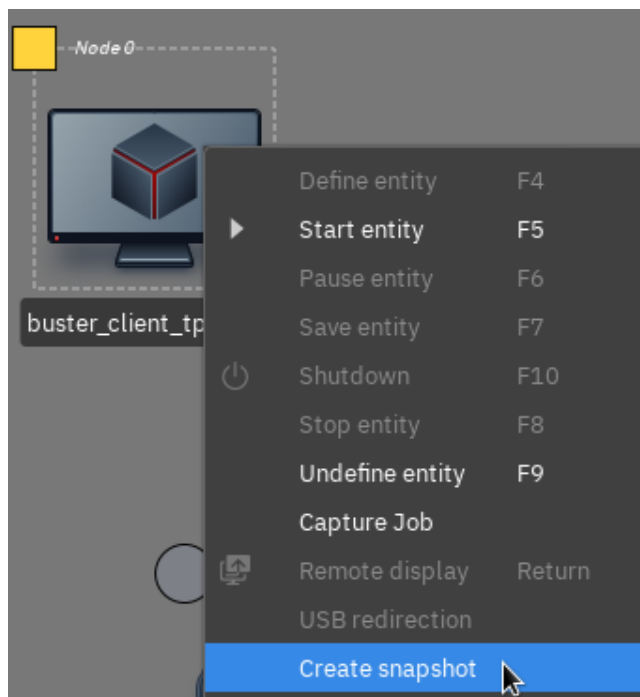 Node 0
buster_client_tp
Define entity F4
Start entity F5
Pause entity F6
Save entity F7
Shutdown F10
Stop entity F8
Undefine entity F9
Capture Job
Remote display Return
USB redirection
Create snapshot